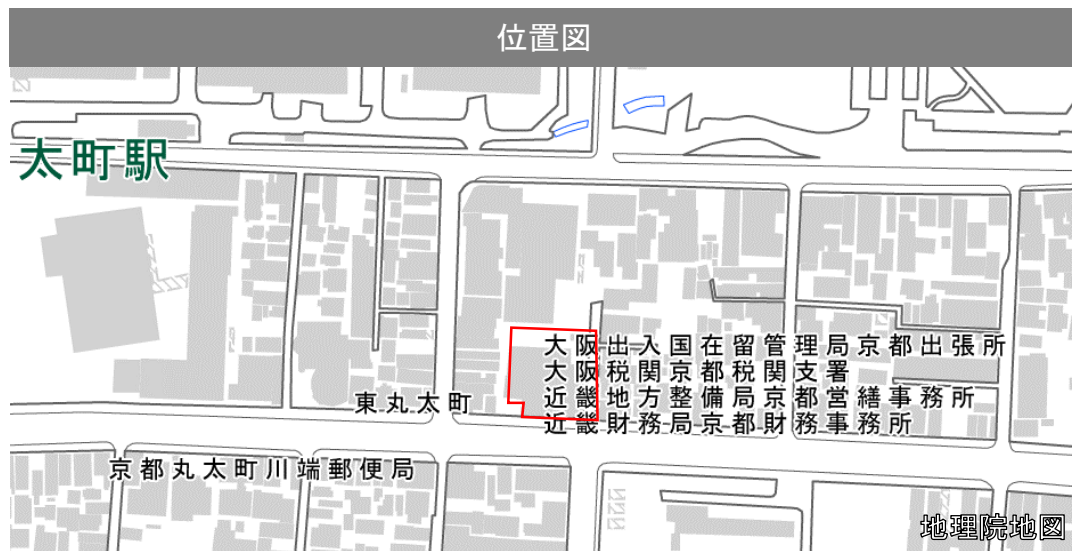 位置図
太町駅
大阪出入国在留管理局京都出張所
大阪税関京都税関支署
近畿地方整備局京都営繕事務所
近畿財務局京都財務事務所
東丸太町
京都丸太町川端郵便局
地理院地図